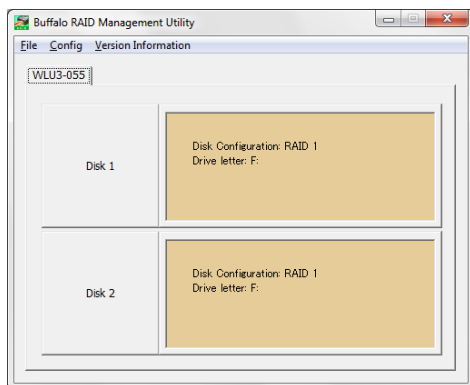 Buffalo RAID Management Utility
File Config Version Information
WLU3-055
Disk 1
Disk Configuration: RAID 1
Drive letter: F:
Disk 2
Disk Configuration: RAID 1
Drive letter: F: